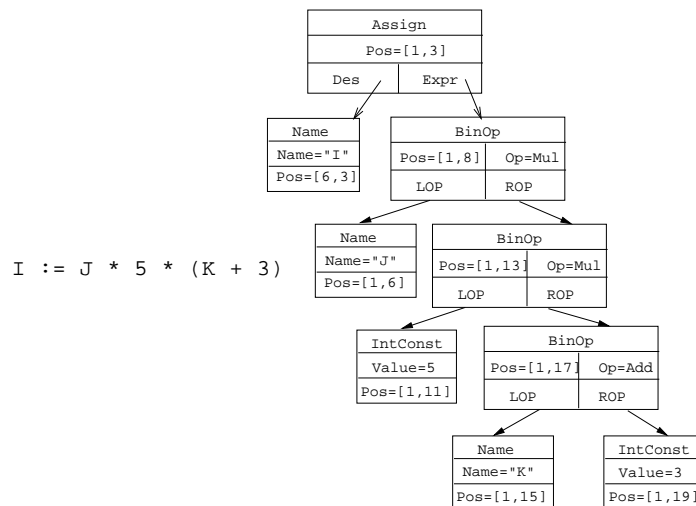 Assign
Pos=[1,3]
Des Expr
Name
Name="I"
Pos=[6,3]
BinOp
Pos=[1,8] Op=Mul
LOP ROP
I := J * 5 * (K + 3)
Name
Name="J"
Pos=[1,6]
BinOp
Pos=[1,13] Op=Mul
LOP ROP
IntConst
Value=5
Pos=[1,11]
BinOp
Pos=[1,17] Op=Add
LOP ROP
Name
Name="K"
Pos=[1,15]
IntConst
Value=3
Pos=[1,19]